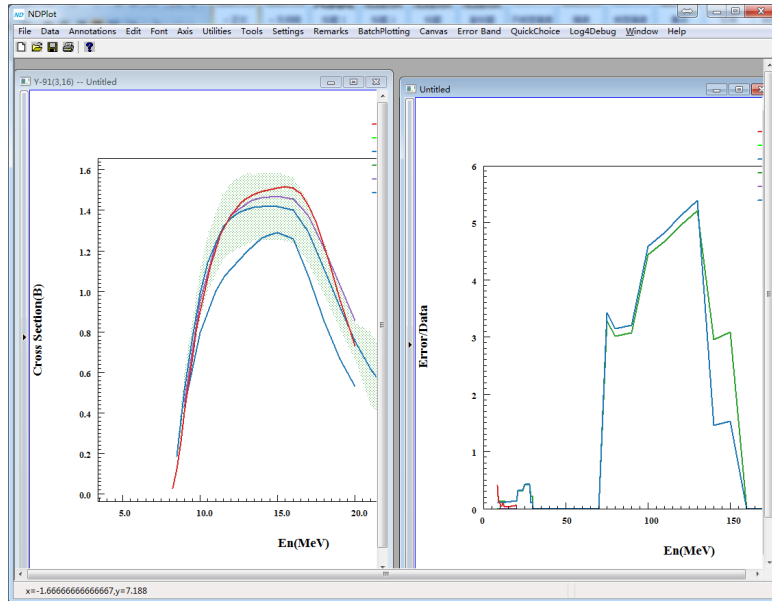 NDPlot
File Data Annotations Edit Font Axis Utilities Tools Settings Remarks BatchPlotting Canvas Error Band QuickChoice Log4Debug Window Help
Y-91(3,16) -- Untitled
1.6
1.4
1.2
1.0
0.8
0.6
0.4
0.2
0.0
Cross Section(B)
5.0 10.0 15.0 20.0
En(MeV)
Untitled
6
5
4
3
2
1
0
Error/Data
0 50 100 150
En(MeV)
x=-1.66666666666667,y=7.188